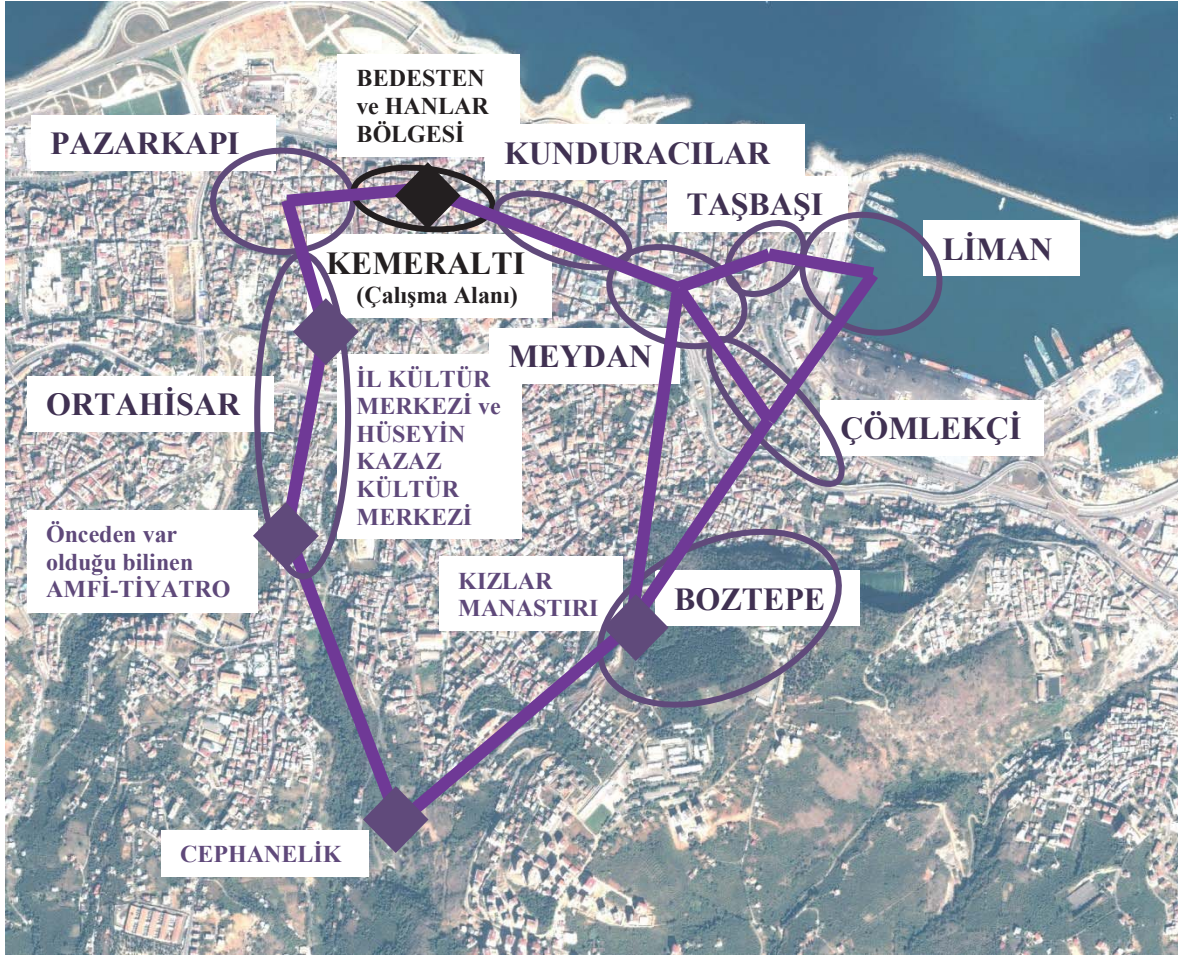 BEDESTEN
ve HANLAR
BÖLGESİ
PAZARKAPI
KUNDURACILAR
TAŞBAŞI
LİMAN
KEMERALTI
(Çalışma Alanı)
MEYDAN
ORTAHİSAR
İL KÜLTÜR
MERKEZİ ve
HÜSEYİN
KAZAZ
KÜLTÜR
MERKEZİ
ÇÖMLEKÇİ
Önceden var
olduğu bilinen
AMFİ-TİYATRO
KIZLAR
MANASTIRI
BOZTEPE
CEPHANELİK